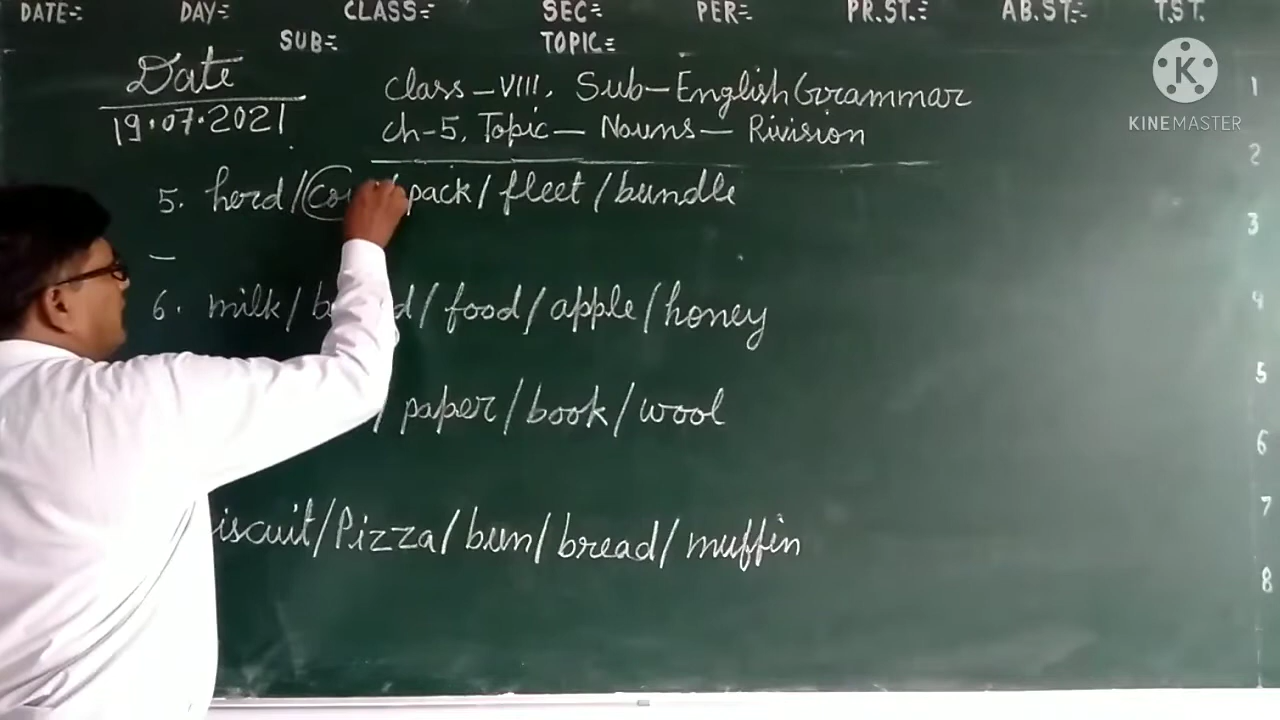 DATE-: DAY-: CLASS-: SEC-: PER-: PR.ST.: AB.ST-: T.ST.
SUB-: TOPIC-:
Date
19.07.2021
Class-VIII, Sub-English Grammar
Ch-5, Topic- Nouns- Rivision
5. herd/ /pack/ fleet /bundle
6. milk/ / food/ apple/honey
/ paper/book/wool
/Pizza/bun/bread/muffin
K
KINEMASTER
1
2
3
4
5
6
7
8